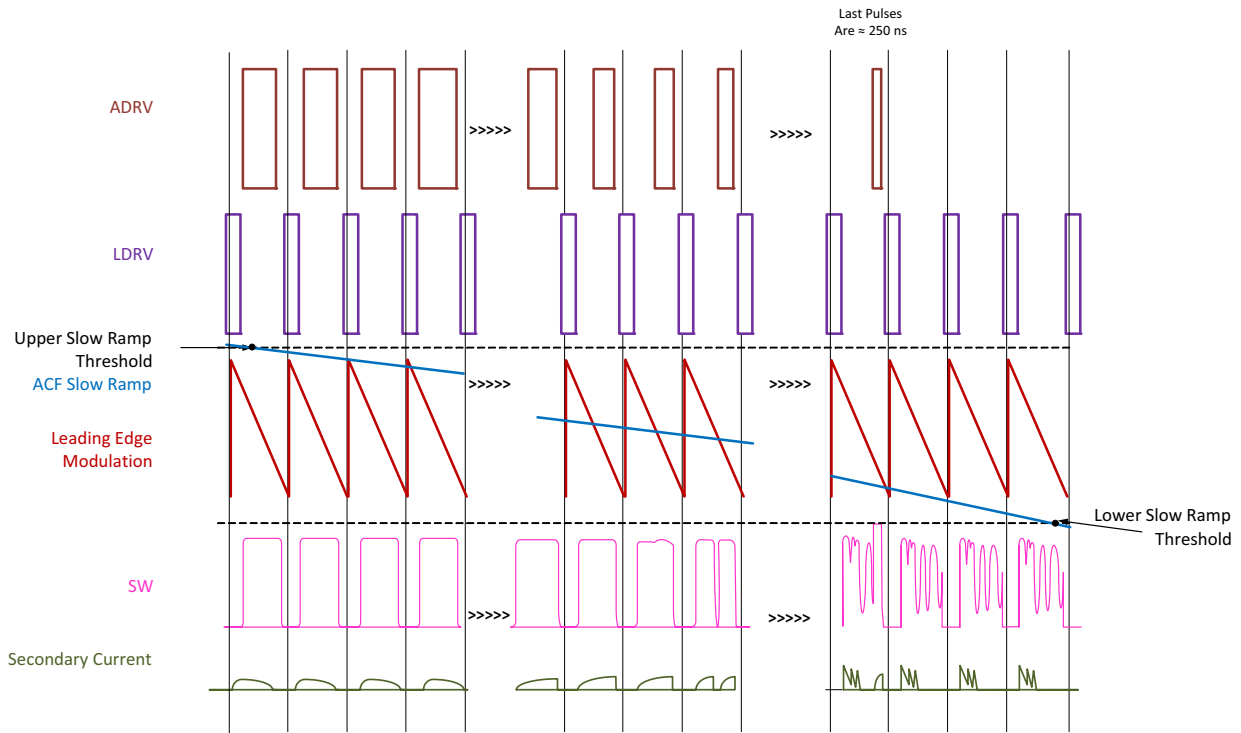 Last Pulses
Are ≈ 250 ns
ADRV
>>>>>
>>>>>
LDRV
Upper Slow Ramp
Threshold
ACF Slow Ramp
>>>>>
>>>>>
Leading Edge
Modulation
Lower Slow Ramp
Threshold
SW
>>>>>
>>>>>
Secondary Current